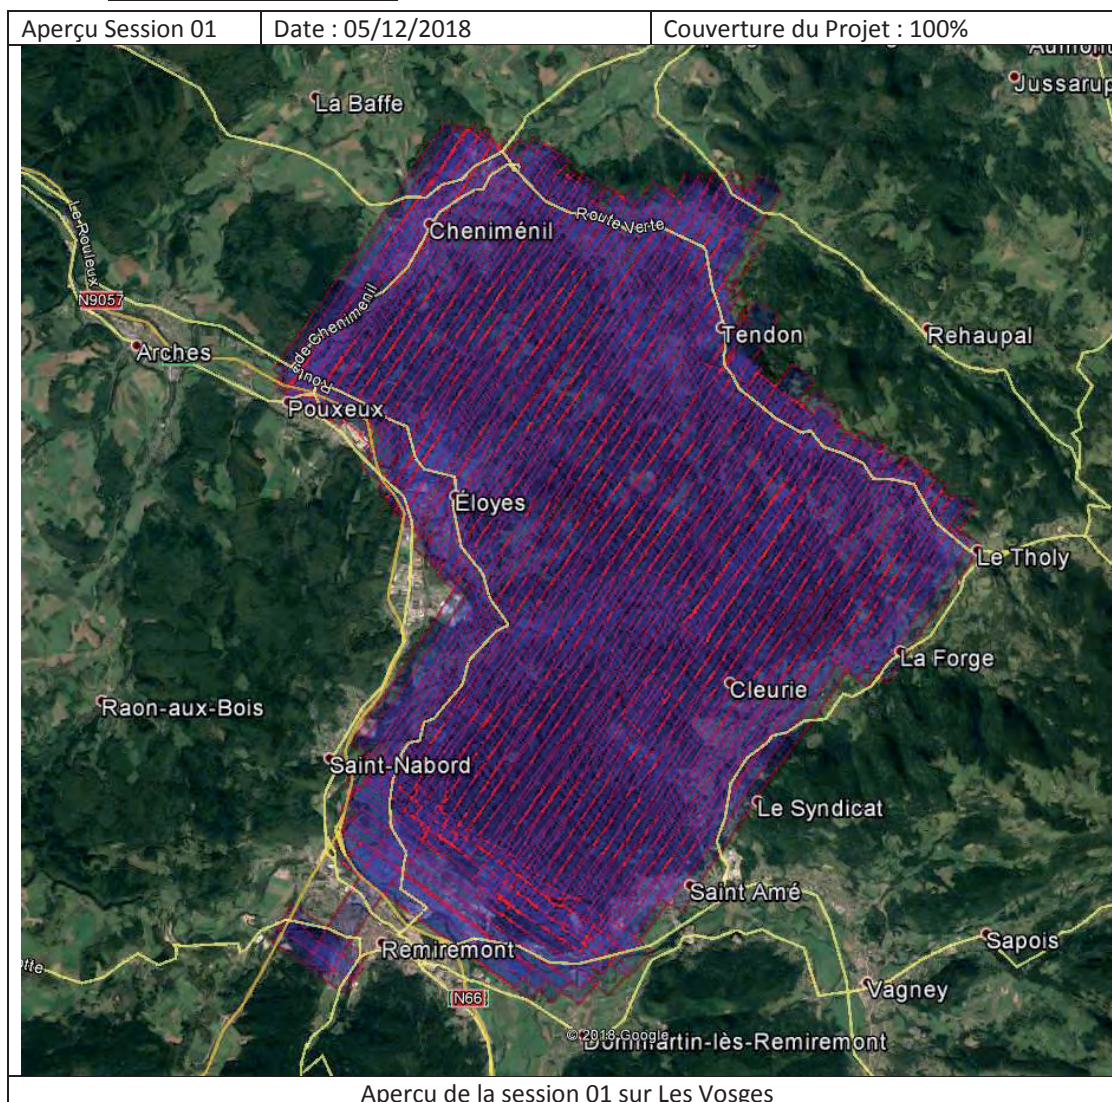 Aperçu Session 01 Date : 05/12/2018 Couverture du Projet : 100%
Aumont
Jussarup
La Baffe
Le Rouleux
Cheniménil
Route Verte
N9057
de Cheniménil
Route
Tendon
Rehaupal
Arches
Pouxeux
Éloyes
Le Tholy
La Forge
Cleurie
Raon-aux-Bois
Saint-Nabord
Le Syndicat
Saint Amé
Remiremont
Sapois
otte
Vagney
N66
© 2018 Google
Dommartin-lès-Remiremont
Aperçu de la session 01 sur Les Vosges